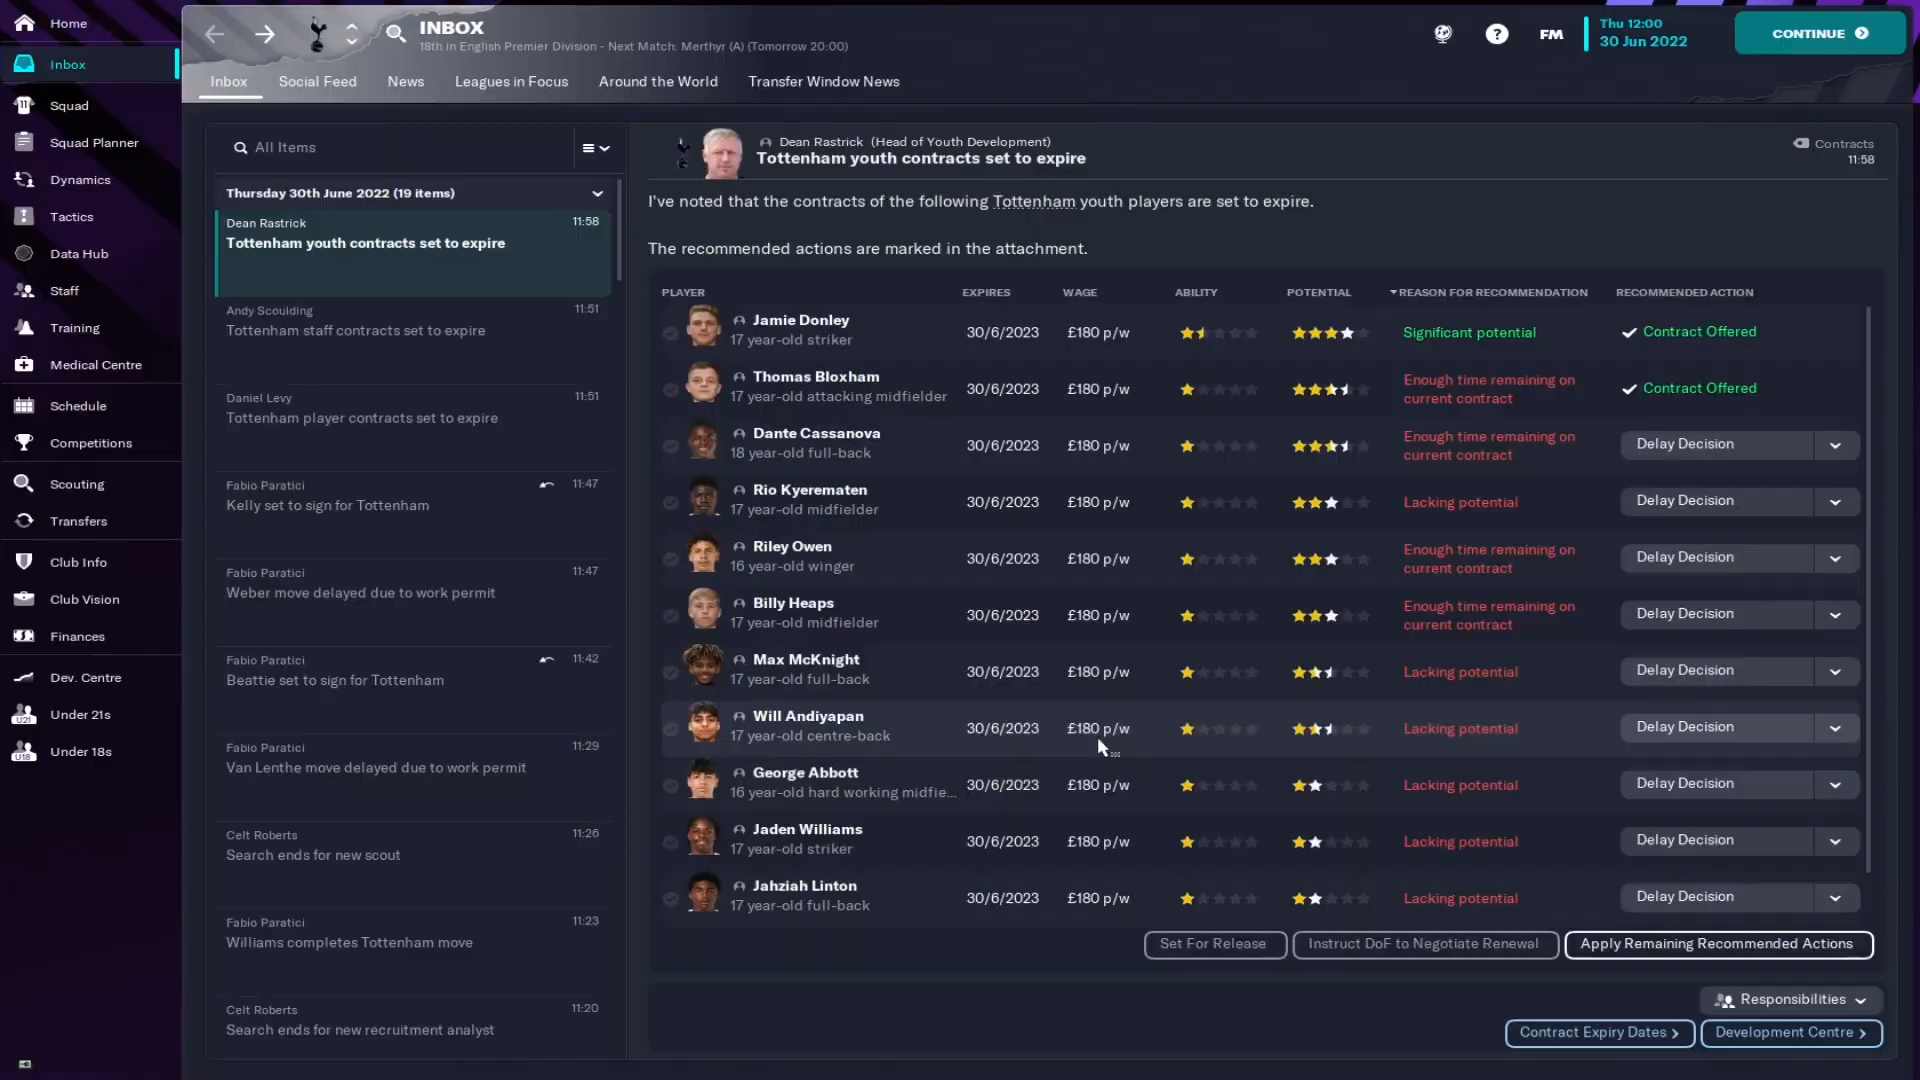 Home
Inbox
Squad
Squad Planner
Dynamics
Tactics
Data Hub
Staff
Training
Medical Centre
Schedule
Competitions
Scouting
Transfers
Club Info
Club Vision
Finances
Dev. Centre
U21
Under 21s
U18
Under 18s
INBOX
18th in English Premier Division - Next Match: Merthyr (A) (Tomorrow 20:00)
FM
Thu 12:00
30 Jun 2022
CONTINUE
Inbox
Social Feed
News
Leagues in Focus
Around the World
Transfer Window News
All Items
Thursday 30th June 2022 (19 items)
Dean Rastrick 11:58
Tottenham youth contracts set to expire
Andy Scoulding 11:51
Tottenham staff contracts set to expire
Daniel Levy 11:51
Tottenham player contracts set to expire
Fabio Paratici 11:47
Kelly set to sign for Tottenham
Fabio Paratici 11:47
Weber move delayed due to work permit
Fabio Paratici 11:42
Beattie set to sign for Tottenham
Fabio Paratici 11:29
Van Lenthe move delayed due to work permit
Celt Roberts 11:26
Search ends for new scout
Fabio Paratici 11:23
Williams completes Tottenham move
Celt Roberts 11:20
Search ends for new recruitment analyst
Dean Rastrick (Head of Youth Development)
Tottenham youth contracts set to expire
Contracts
11:58
I've noted that the contracts of the following Tottenham youth players are set to expire.
The recommended actions are marked in the attachment.
PLAYER EXPIRES WAGE ABILITY POTENTIAL REASON FOR RECOMMENDATION RECOMMENDED ACTION
Jamie Donley
17 year-old striker
30/6/2023 £180 p/w Significant potential Contract Offered
Thomas Bloxham
17 year-old attacking midfielder
30/6/2023 £180 p/w Enough time remaining on
current contract
Contract Offered
Dante Cassanova
18 year-old full-back
30/6/2023 £180 p/w Enough time remaining on
current contract
Delay Decision
Rio Kyerematen
17 year-old midfielder
30/6/2023 £180 p/w Lacking potential Delay Decision
Riley Owen
16 year-old winger
30/6/2023 £180 p/w Enough time remaining on
current contract
Delay Decision
Billy Heaps
17 year-old midfielder
30/6/2023 £180 p/w Enough time remaining on
current contract
Delay Decision
Max McKnight
17 year-old full-back
30/6/2023 £180 p/w Lacking potential Delay Decision
Will Andiyapan
17 year-old centre-back
30/6/2023 £180 p/w Lacking potential Delay Decision
George Abbott
16 year-old hard working midfie...
30/6/2023 £180 p/w Lacking potential Delay Decision
Jaden Williams
17 year-old striker
30/6/2023 £180 p/w Lacking potential Delay Decision
Jahziah Linton
17 year-old full-back
30/6/2023 £180 p/w Lacking potential Delay Decision
Set For Release
Instruct DoF to Negotiate Renewal
Apply Remaining Recommended Actions
Responsibilities
Contract Expiry Dates
Development Centre